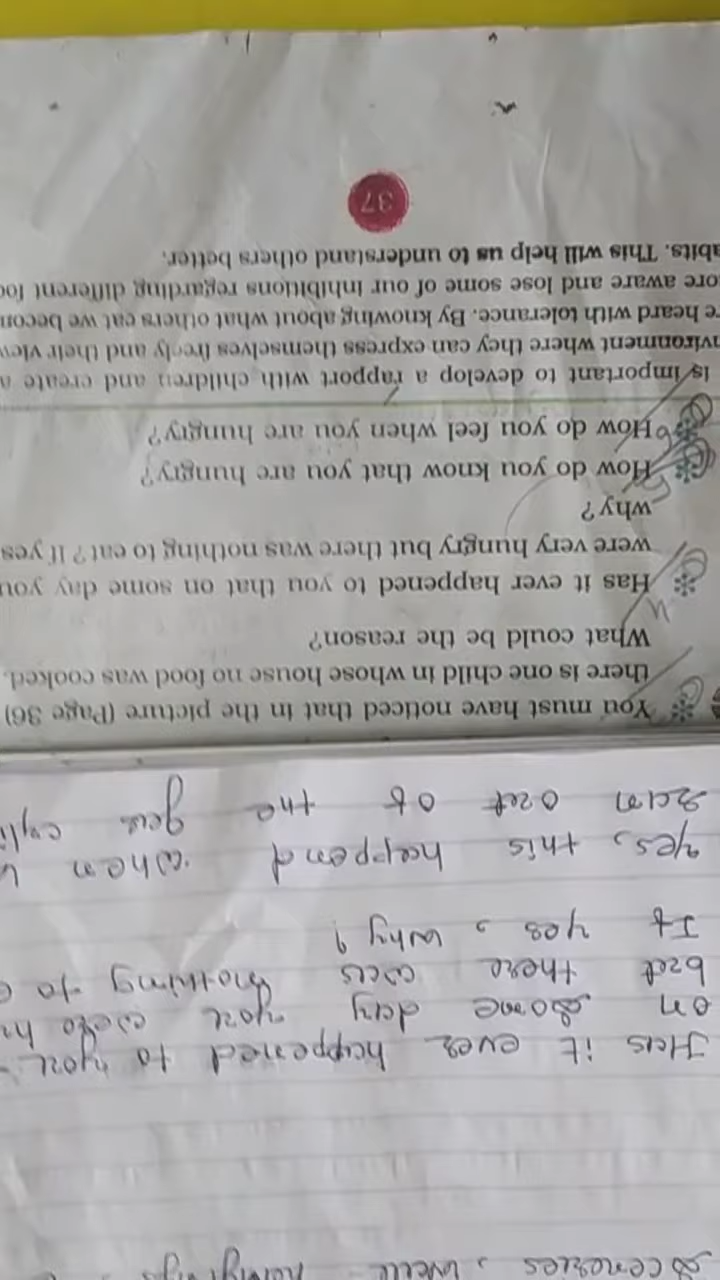 scenories, wall hangings
Has it ever happened to you
on some day you were h
but there was nothing to e
If yes, why?
Yes, this happend when
ran out of the gas cyli
* You must have noticed that in the picture (Page 36)
there is one child in whose house no food was cooked.
What could be the reason?
* Has it ever happened to you that on some day you
were very hungry but there was nothing to eat? If yes
why?
* How do you know that you are hungry?
* How do you feel when you are hungry?
is important to develop a rapport with children and create a
nvironment where they can express themselves freely and their view
re heard with tolerance. By knowing about what others eat we becom
ore aware and lose some of our inhibitions regarding different foo
abits. This will help us to understand others better.
37